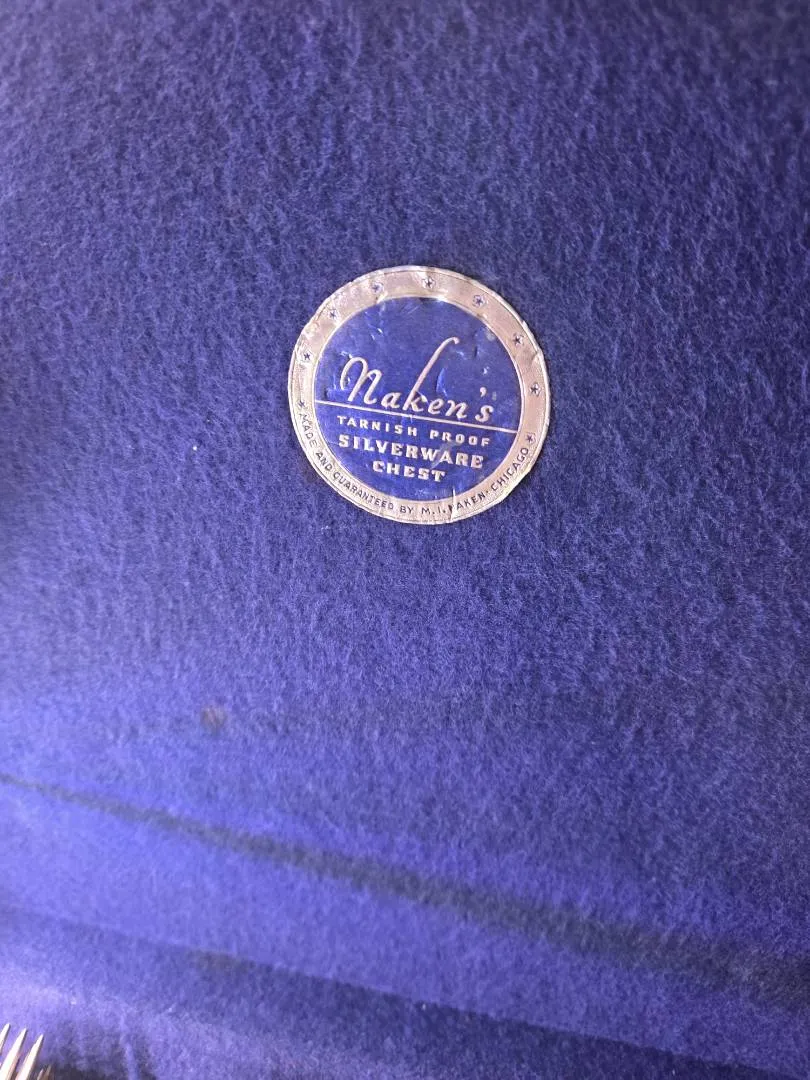 Naken's
TARNISH PROOF
SILVERWARE
CHEST
MADE AND GUARANTEED BY M.I. NAKEN-CHICAGO